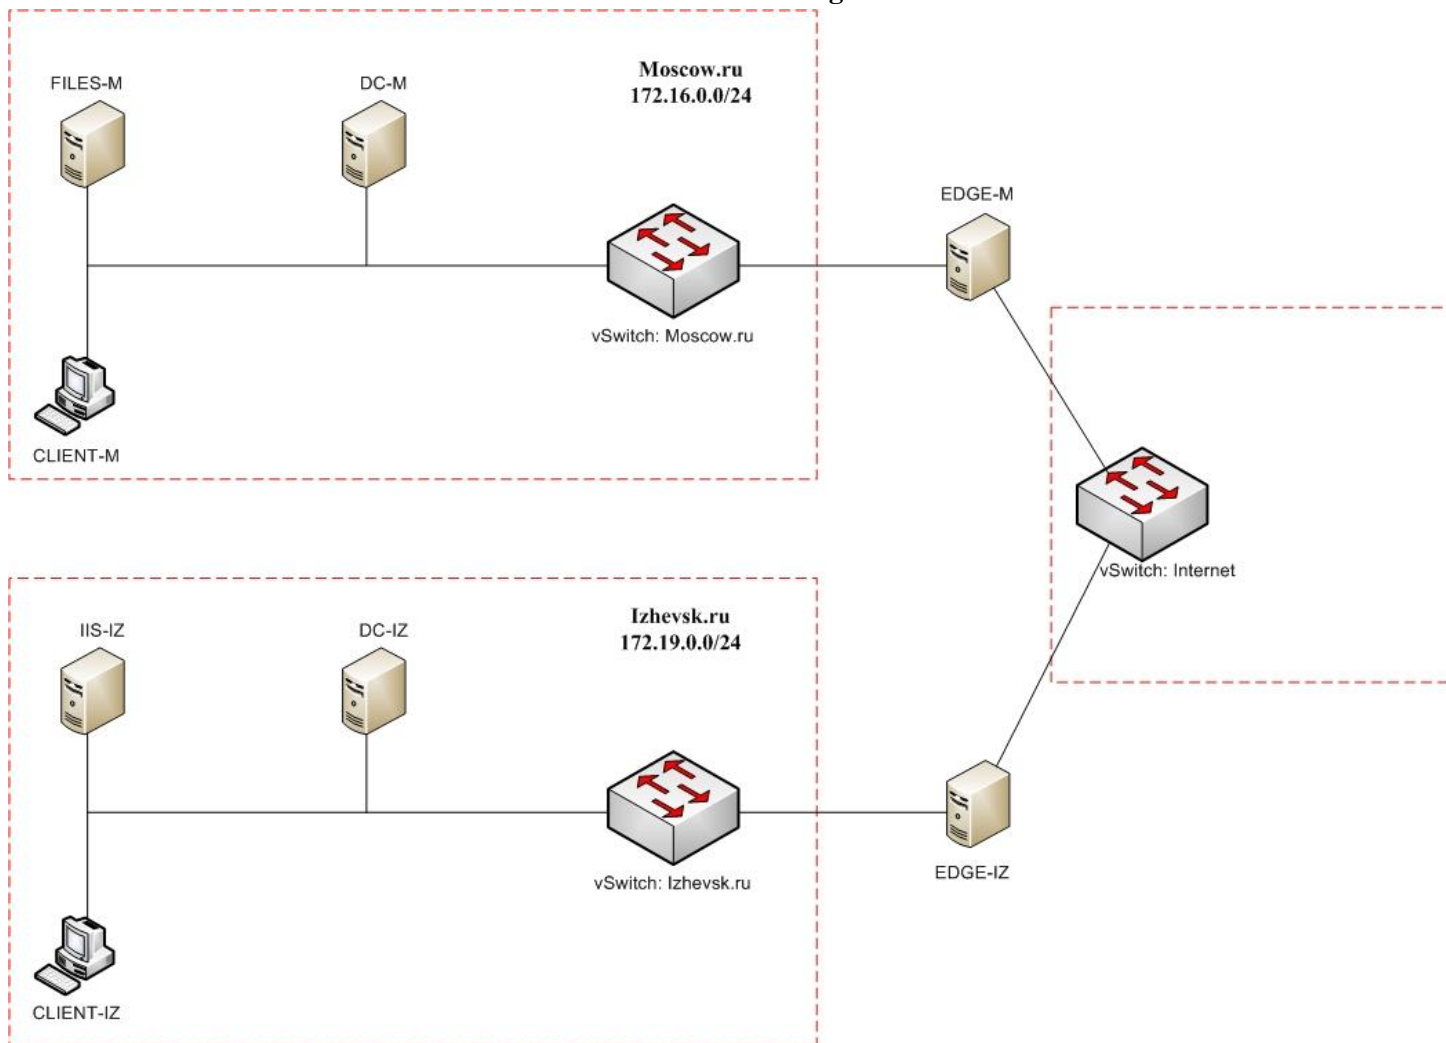 FILES-M
DC-M
Moscow.ru
172.16.0.0/24
EDGE-M
vSwitch: Moscow.ru
CLIENT-M
vSwitch: Internet
IIS-IZ
DC-IZ
Izhevsk.ru
172.19.0.0/24
vSwitch: Izhevsk.ru
EDGE-IZ
CLIENT-IZ